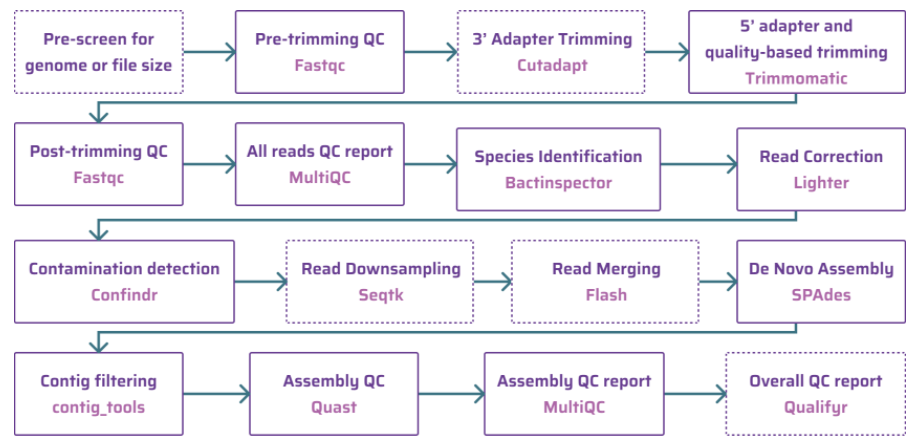 Pre-screen for
genome or file size
Pre-trimming QC
Fastqc
3’ Adapter Trimming
Cutadapt
5’ adapter and
quality-based trimming
Trimmomatic
Post-trimming QC
Fastqc
All reads QC report
MultiQC
Species Identification
Bactinspector
Read Correction
Lighter
Contamination detection
Confindr
Read Downsampling
Seqtk
Read Merging
Flash
De Novo Assembly
SPAdes
Contig filtering
contig_tools
Assembly QC
Quast
Assembly QC report
MultiQC
Overall QC report
Qualifyr